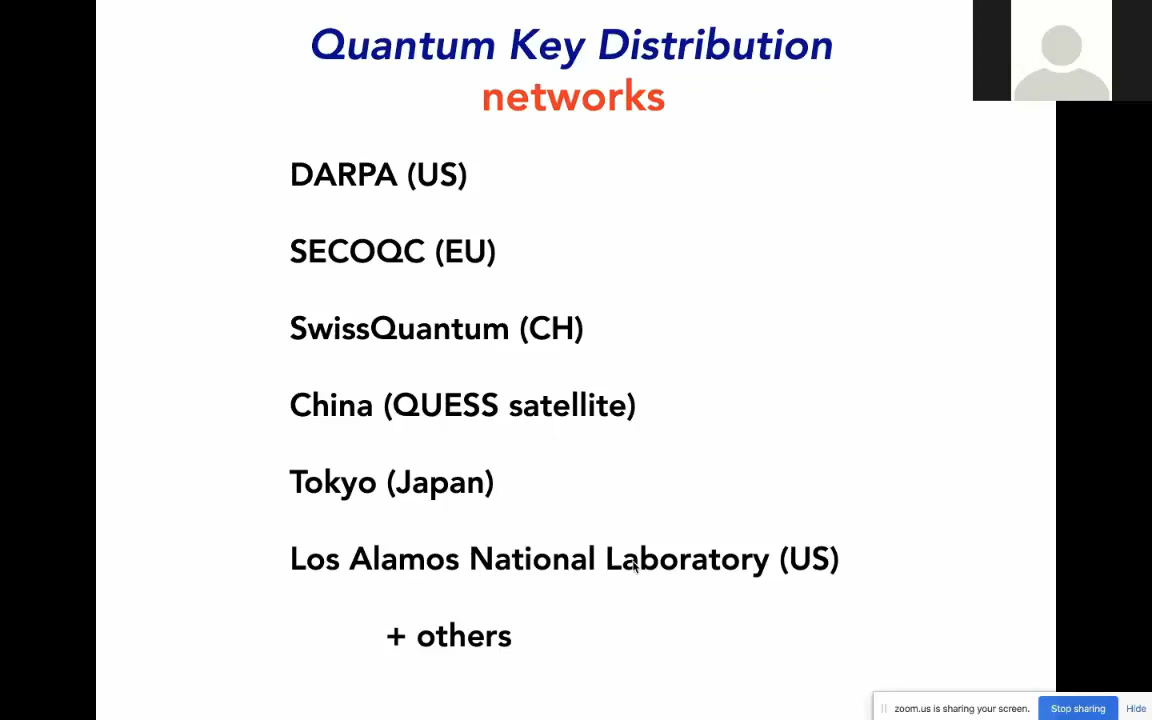 Quantum Key Distribution
networks
DARPA (US)
SECOQC (EU)
SwissQuantum (CH)
China (QUESS satellite)
Tokyo (Japan)
Los Alamos National Laboratory (US)
+ others
zoom.us is sharing your screen. Stop sharing Hide